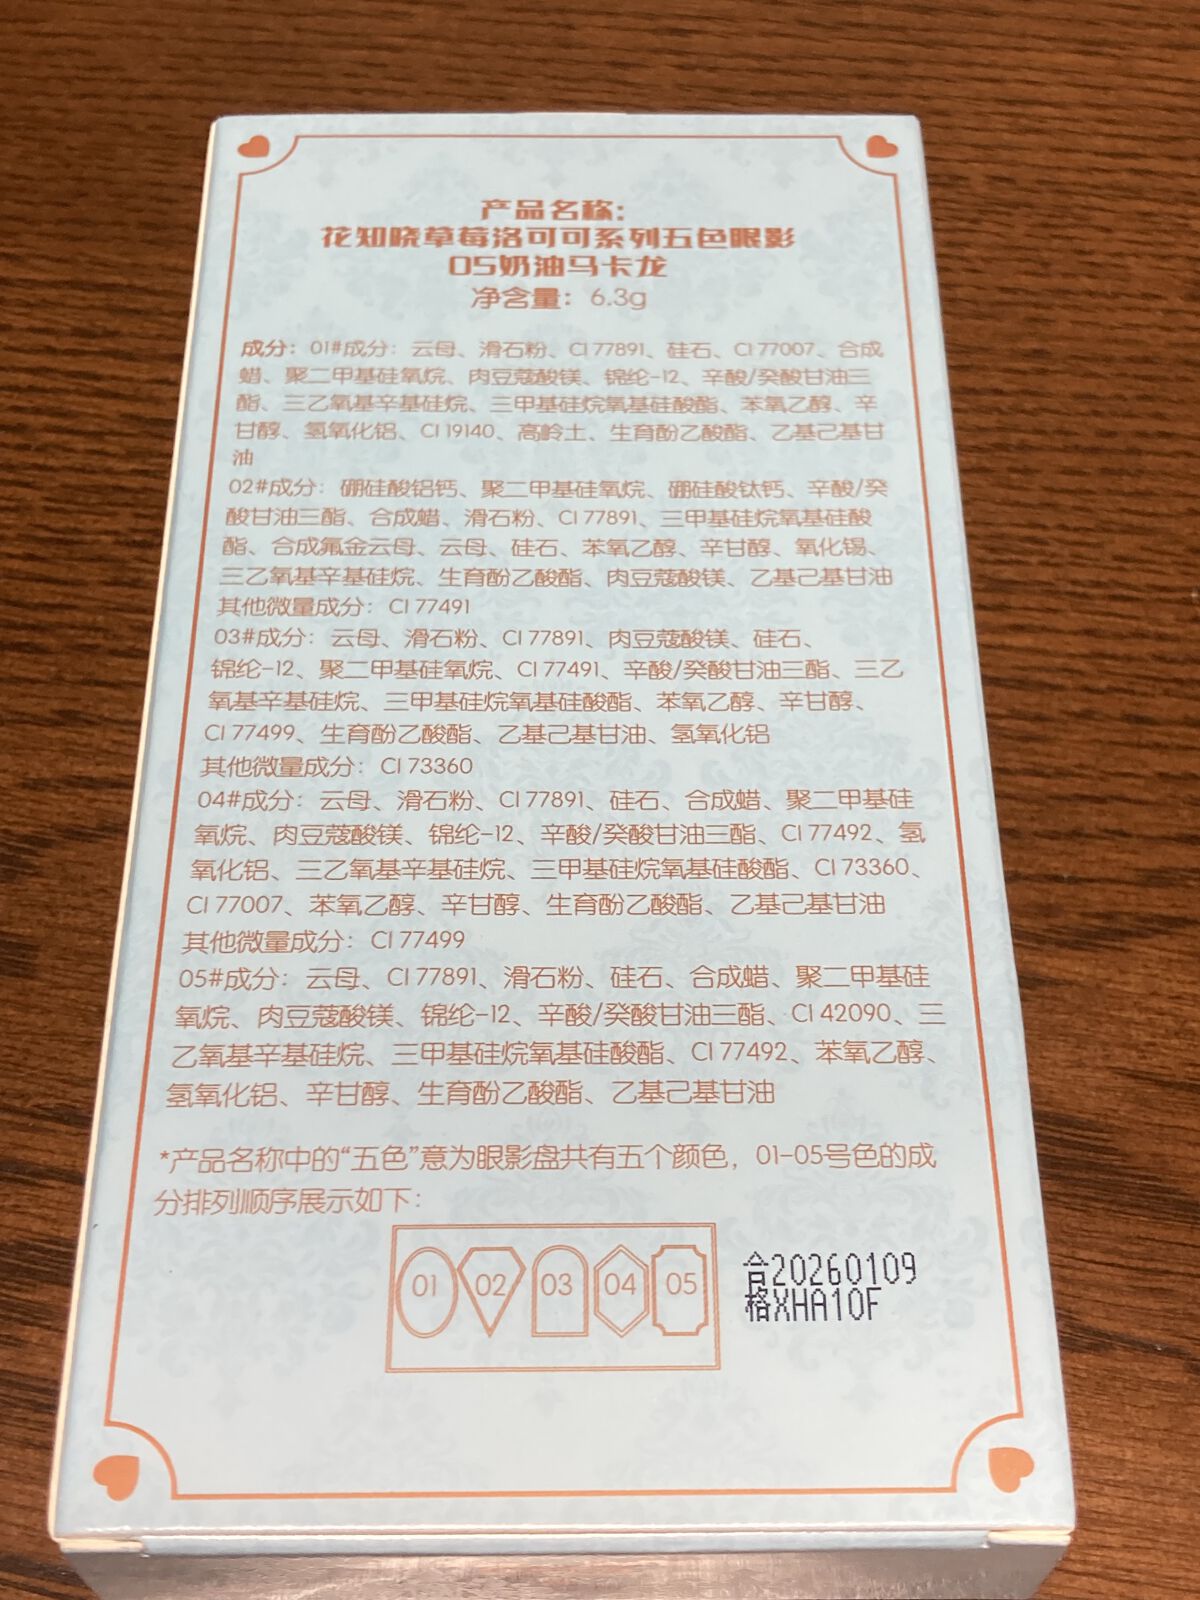 产品名称:
花知晓草莓洛可可系列五色眼影
05奶油马卡龙
净含量: 6.3g
成分: 01#成分: 云母、滑石粉、CI 77891、硅石、CI 77007、合成
蜡、聚二甲基硅氧烷、肉豆蔻酸镁、锦纶-12、辛酸/癸酸甘油三
酯、三乙氧基辛基硅烷、三甲基硅烷氧基硅酸酯、苯氧乙醇、辛
甘醇、氢氧化铝、CI 19140、高岭土、生育酚乙酸酯、乙基己基甘
油
02#成分: 硼硅酸铝钙、聚二甲基硅氧烷、硼硅酸钛钙、辛酸/癸
酸甘油三酯、合成蜡、滑石粉、CI 77891、三甲基硅烷氧基硅酸
酯、合成氟金云母、云母、硅石、苯氧乙醇、辛甘醇、氧化锡、
三乙氧基辛基硅烷、生育酚乙酸酯、肉豆蔻酸镁、乙基己基甘油
其他微量成分: CI 77491
03#成分: 云母、滑石粉、CI 77891、肉豆蔻酸镁、硅石、
锦纶-12、聚二甲基硅氧烷、CI 77491、辛酸/癸酸甘油三酯、三乙
氧基辛基硅烷、三甲基硅烷氧基硅酸酯、苯氧乙醇、辛甘醇、
CI 77499、生育酚乙酸酯、乙基己基甘油、氢氧化铝
其他微量成分: CI 73360
04#成分: 云母、滑石粉、CI 77891、硅石、合成蜡、聚二甲基硅
氧烷、肉豆蔻酸镁、锦纶-12、辛酸/癸酸甘油三酯、CI 77492、氢
氧化铝、三乙氧基辛基硅烷、三甲基硅烷氧基硅酸酯、CI 73360、
CI 77007、苯氧乙醇、辛甘醇、生育酚乙酸酯、乙基己基甘油
其他微量成分: CI 77499
05#成分: 云母、CI 77891、滑石粉、硅石、合成蜡、聚二甲基硅
氧烷、肉豆蔻酸镁、锦纶-12、辛酸/癸酸甘油三酯、CI 42090、三
乙氧基辛基硅烷、三甲基硅烷氧基硅酸酯、CI 77492、苯氧乙醇、
氢氧化铝、辛甘醇、生育酚乙酸酯、乙基己基甘油
*产品名称中的“五色”意为眼影盘共有五个颜色，01-05号色的成
分排列顺序展示如下:
01 02 03 04 05
合20260109
格XHA10F